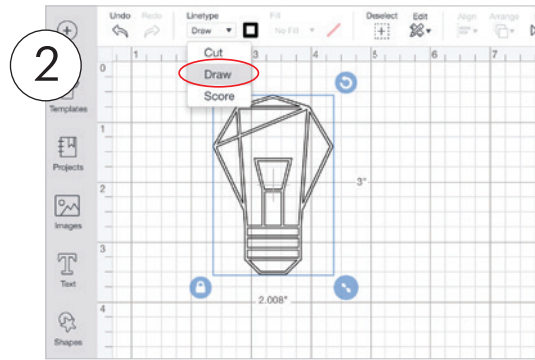 2
Undo Redo Linetype Fill Deselect Edit Align Arrange
Draw No Fill
Cut
Draw
Score
1 3 4 5 6 7
0
1
2
3
4
Templates
Projects
Images
Text
Shapes
3"
2.008"